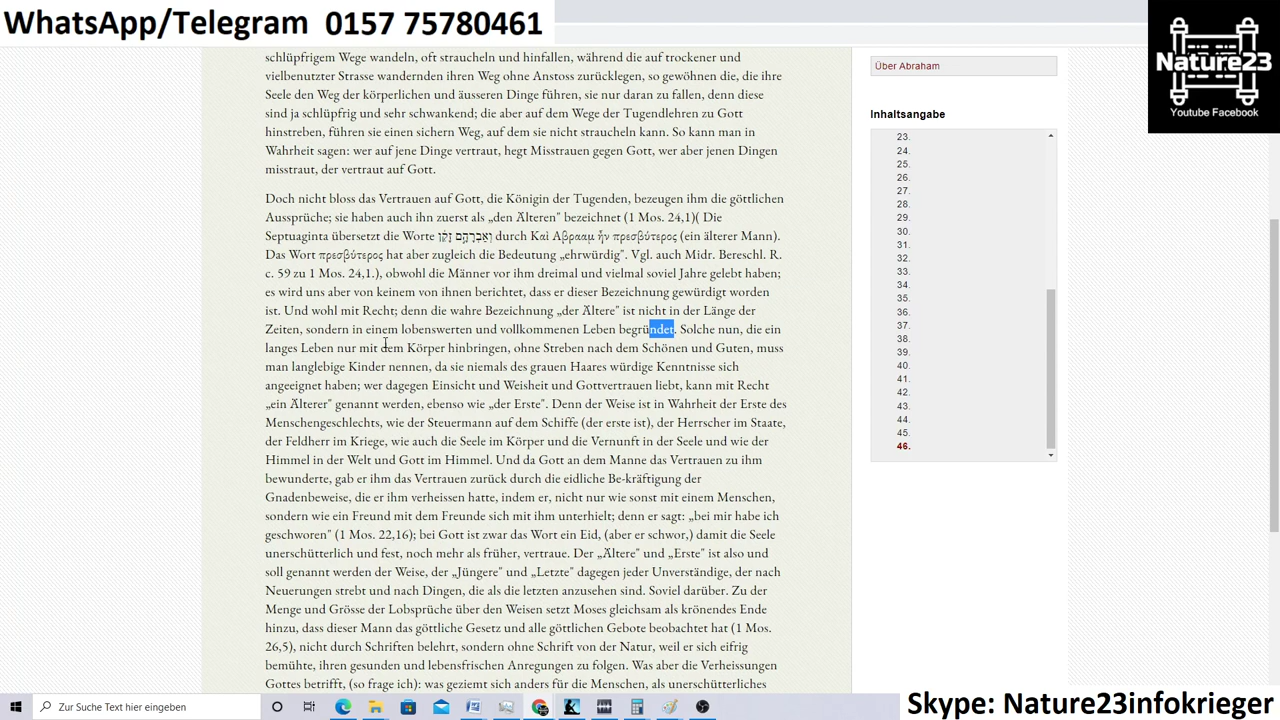 WhatsApp/Telegram 0157 75780461
schlüpfrigem Wege wandeln, oft straucheln und hinfallen, während die auf trockener und
vielbenutzter Strasse wandernden ihren Weg ohne Anstoss zurücklegen, so gewöhnen die, die ihre
Seele den Weg der körperlichen und äusseren Dinge führen, sie nur daran zu fallen, denn diese
sind ja schlüpfrig und sehr schwankend; die aber auf dem Wege der Tugendlehren zu Gott
hinstreben, führen sie einen sichern Weg, auf dem sie nicht straucheln kann. So kann man in
Wahrheit sagen: wer auf jene Dinge vertraut, hegt Misstrauen gegen Gott, wer aber jenen Dingen
misstraut, der vertraut auf Gott.
Doch nicht bloss das Vertrauen auf Gott, die Königin der Tugenden, bezeugen ihm die göttlichen
Aussprüche; sie haben auch ihn zuerst als „den Älteren" bezeichnet (1 Mos. 24,1)( Die
Septuaginta übersetzt die Worte וְאַבְרָהָם זָקֵן durch Καὶ Αβρααμ ἦν πρεσβύτερος (ein älterer Mann).
Das Wort πρεσβύτερος hat aber zugleich die Bedeutung „ehrwürdig". Vgl. auch Midr. Bereschl. R.
c. 59 zu 1 Mos. 24,1.), obwohl die Männer vor ihm dreimal und vielmal soviel Jahre gelebt haben;
es wird uns aber von keinem von ihnen berichtet, dass er dieser Bezeichnung gewürdigt worden
ist. Und wohl mit Recht; denn die wahre Bezeichnung „der Ältere" ist nicht in der Länge der
Zeiten, sondern in einem lobenswerten und vollkommenen Leben begründet. Solche nun, die ein
langes Leben nur mit dem Körper hinbringen, ohne Streben nach dem Schönen und Guten, muss
man langlebige Kinder nennen, da sie niemals des grauen Haares würdige Kenntnisse sich
angeeignet haben; wer dagegen Einsicht und Weisheit und Gottvertrauen liebt, kann mit Recht
„ein Älterer" genannt werden, ebenso wie „der Erste". Denn der Weise ist in Wahrheit der Erste des
Menschengeschlechts, wie der Steuermann auf dem Schiffe (der erste ist), der Herrscher im Staate,
der Feldherr im Kriege, wie auch die Seele im Körper und die Vernunft in der Seele und wie der
Himmel in der Welt und Gott im Himmel. Und da Gott an dem Manne das Vertrauen zu ihm
bewunderte, gab er ihm das Vertrauen zurück durch die eidliche Be-kräftigung der
Gnadenbeweise, die er ihm verheissen hatte, indem er, nicht nur wie sonst mit einem Menschen,
sondern wie ein Freund mit dem Freunde sich mit ihm unterhielt; denn er sagt: „bei mir habe ich
geschworen" (1 Mos. 22,16); bei Gott ist zwar das Wort ein Eid, (aber er schwor,) damit die Seele
unerschütterlich und fest, noch mehr als früher, vertraue. Der „Ältere" und „Erste" ist also und
soll genannt werden der Weise, der „Jüngere" und „Letzte" dagegen jeder Unverständige, der nach
Neuerungen strebt und nach Dingen, die als die letzten anzusehen sind. Soviel darüber. Zu der
Menge und Grösse der Lobsprüche über den Weisen setzt Moses gleichsam als krönendes Ende
hinzu, dass dieser Mann das göttliche Gesetz und alle göttlichen Gebote beobachtet hat (1 Mos.
26,5), nicht durch Schriften belehrt, sondern ohne Schrift von der Natur, weil er sich eifrig
bemühte, ihren gesunden und lebensfrischen Anregungen zu folgen. Was aber die Verheissungen
Gottes betrifft, (so frage ich): was geziemt sich anders für die Menschen, als unerschütterliches
Über Abraham
Inhaltsangabe
23.
24.
25.
26.
27.
28.
29.
30.
31.
32.
33.
34.
35.
36.
37.
38.
39.
40.
41.
42.
43.
44.
45.
46.
Nature23
Youtube Facebook
Zur Suche Text hier eingeben
Skype: Nature23infokrieger